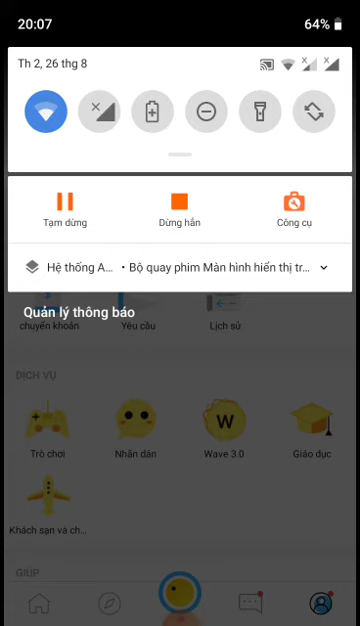 20:07
64%
Th 2, 26 thg 8
Tạm dừng
Dừng hẳn
Công cụ
Hệ thống A... • Bộ quay phim Màn hình hiển thị tr...
Quản lý thông báo
chuyển khoản
Yêu cầu
Lịch sử
DỊCH VỤ
W
Trò chơi
Nhãn dán
Wave 3.0
Giáo dục
Khách sạn và ch...
GIÚP